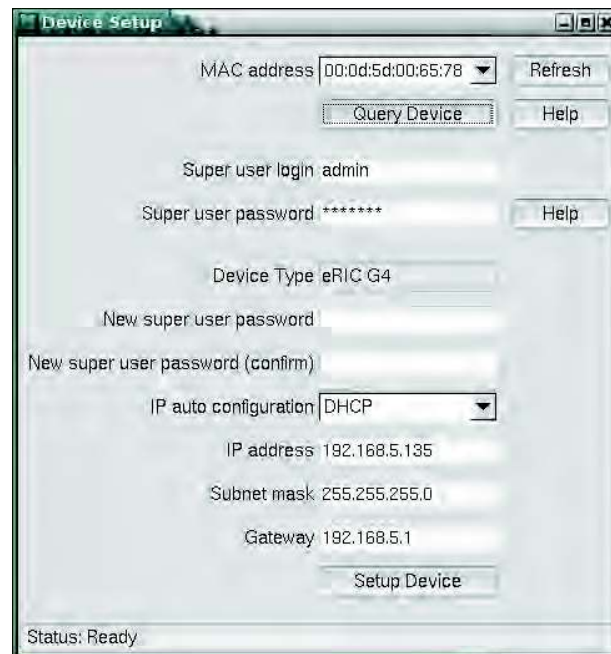 Device Setup
MAC address 00:0d:5d:00:65:78 Refresh
Query Device Help
Super user login admin
Super user password ******* Help
Device Type eRIC G4
New super user password
New super user password (confirm)
IP auto configuration DHCP
IP address 192.168.5.135
Subnet mask 255.255.255.0
Gateway 192.168.5.1
Setup Device
Status: Ready